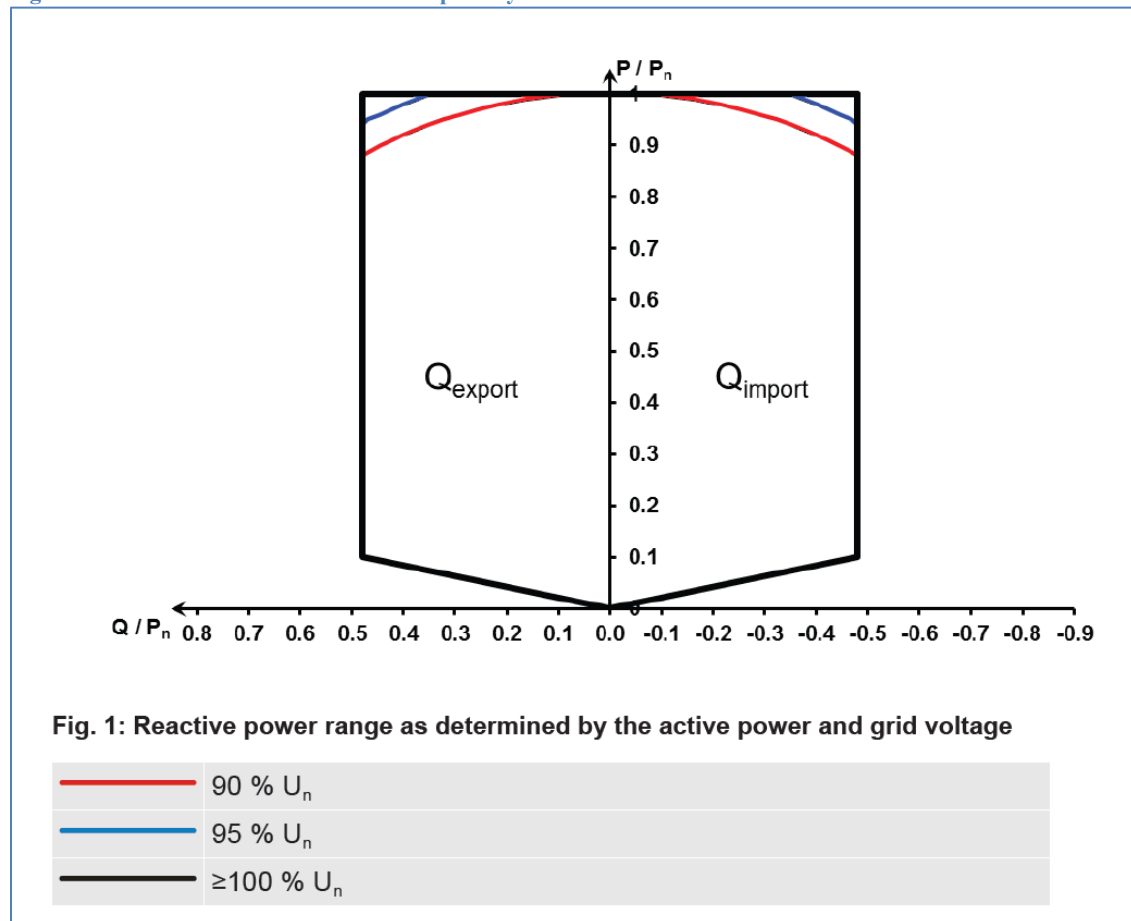 P / Pn
1
0.9
0.8
0.7
0.6
0.5
Qexport Qimport
0.4
0.3
0.2
0.1
0
Q / Pn 0.8 0.7 0.6 0.5 0.4 0.3 0.2 0.1 0.0 -0.1 -0.2 -0.3 -0.4 -0.5 -0.6 -0.7 -0.8 -0.9
Fig. 1: Reactive power range as determined by the active power and grid voltage
90 % Un
95 % Un
≥100 % Un